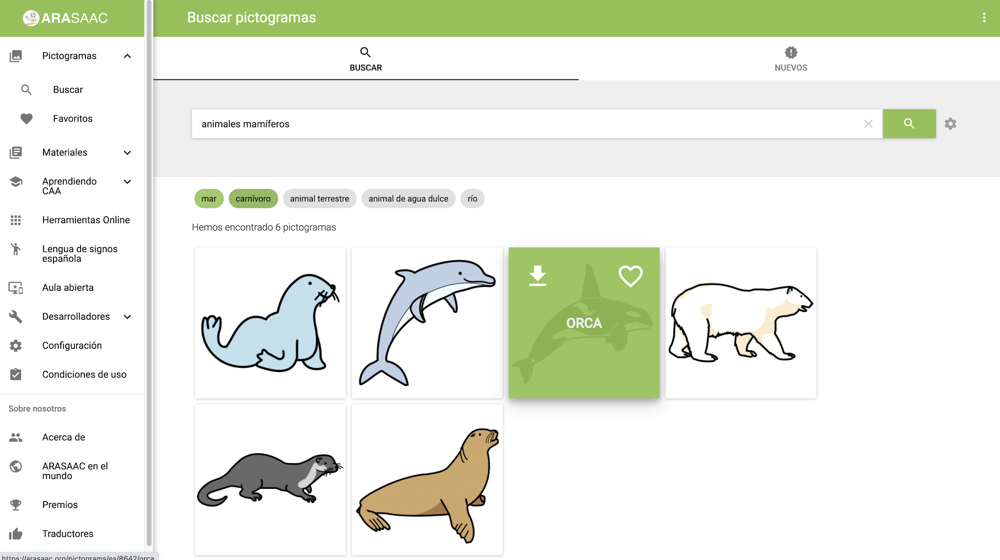 ARASAAC
Buscar pictogramas
Pictogramas
Buscar
Favoritos
Materiales
Aprendiendo
CAA
Herramientas Online
Lengua de signos
española
Aula abierta
Desarrolladores
Configuración
Condiciones de uso
Sobre nosotros
Acerca de
ARASAAC en el
mundo
Premios
Traductores
https://arasaac.org/pictograms/es/8642/orca
BUSCAR
NUEVOS
animales mamíferos
mar
carnívoro
animal terrestre
animal de agua dulce
río
Hemos encontrado 6 pictogramas
ORCA